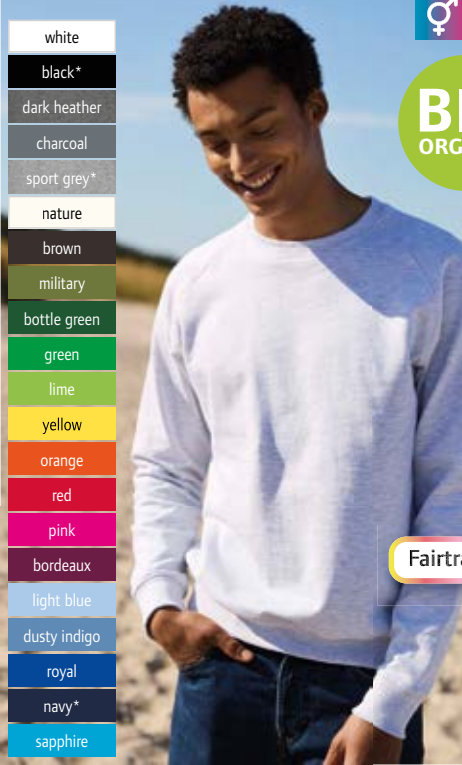 white
black*
dark heather
charcoal
sport grey*
nature
brown
military
bottle green
green
lime
yellow
orange
red
pink
bordeaux
light blue
dusty indigo
royal
navy*
sapphire
ORG